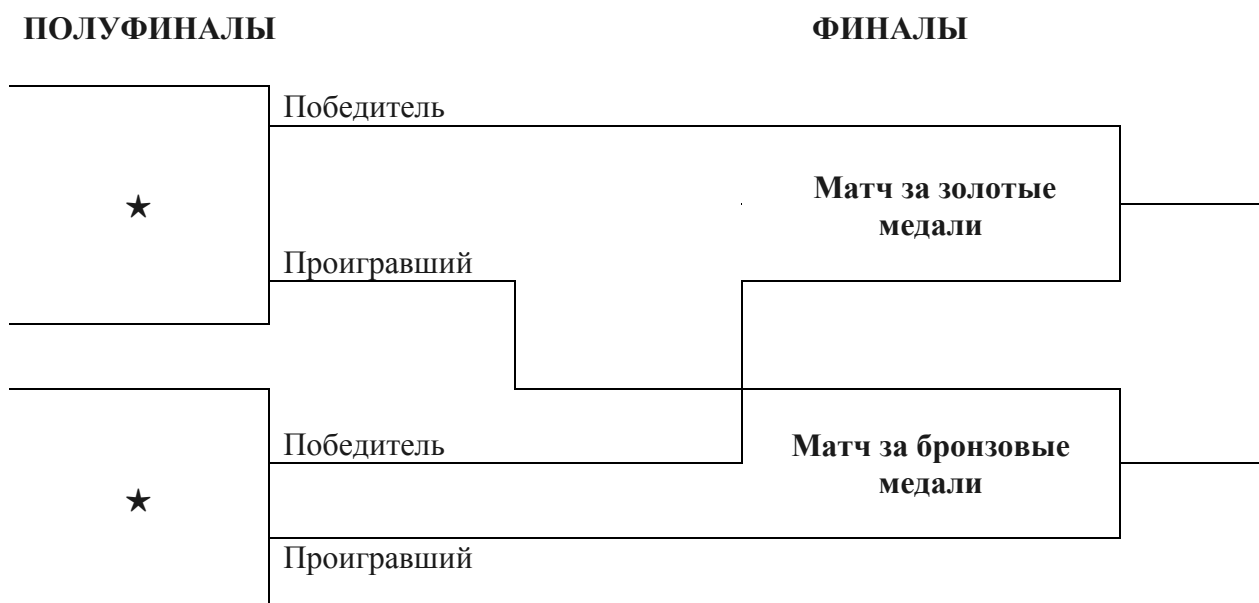 ПОЛУФИНАЛЫ
ФИНАЛЫ
Победитель
Матч за золотые
медали
★
Проигравший
Победитель
Матч за бронзовые
медали
★
Проигравший